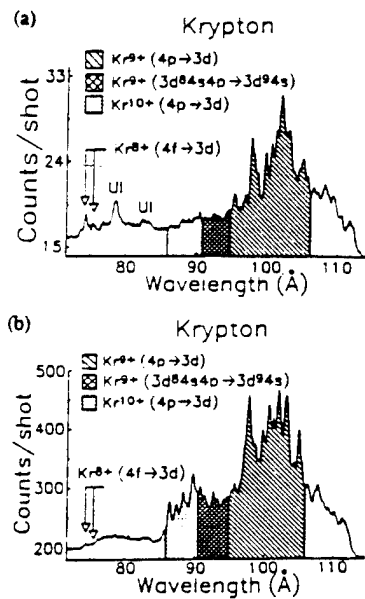 (a)
Krypton
Kr9+ (4p→3d)
Kr9+ (3d84s4p→3d94s)
Kr10+ (4p→3d)
Kr8+ (4f→3d)
UI
UI
Counts/shot
33
24
15
80 90 100 110
Wavelength (Å)
(b)
Krypton
Kr9+ (4p→3d)
Kr9+ (3d84s4p→3d94s)
Kr10+ (4p→3d)
Kr8+ (4f→3d)
Counts/shot
500
400
300
200
80 90 100 110
Wavelength (Å)